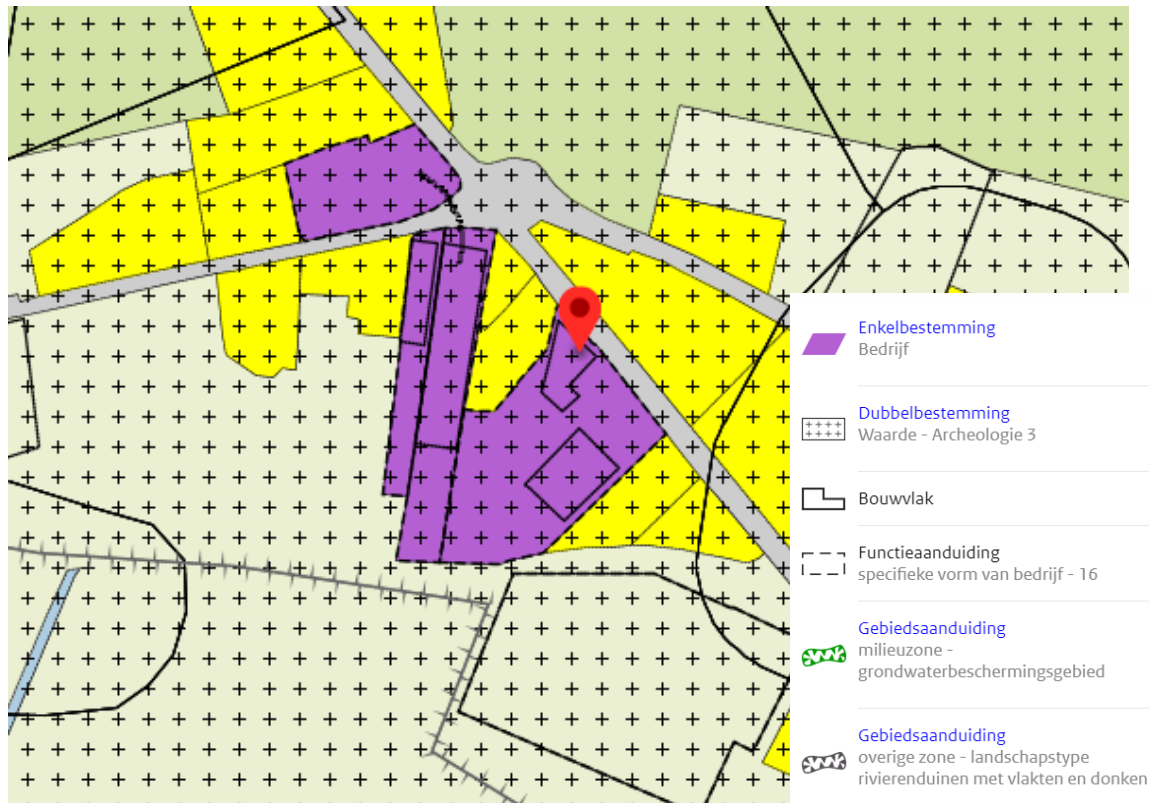 Enkelbestemming
Bedrijf
Dubbelbestemming
Waarde - Archeologie 3
Bouwvlak
Functieaanduiding
specifieke vorm van bedrijf - 16
Gebiedsaanduiding
milieuzone -
grondwaterbeschermingsgebied
Gebiedsaanduiding
overige zone - landschapstype
rivierenduinen met vlakten en donken